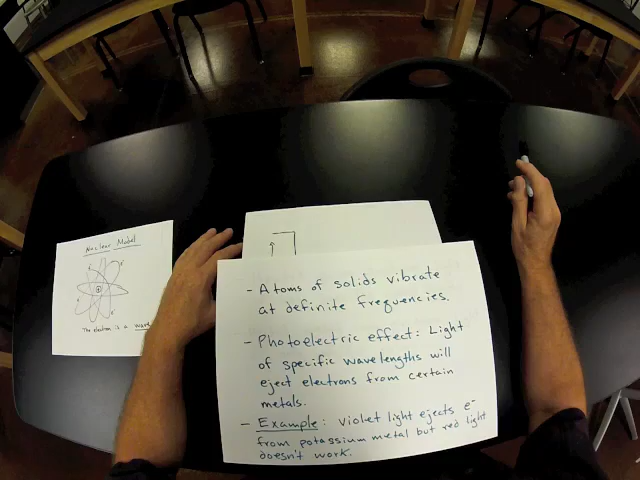 Nuclear Model
The electron is a wave
- Atoms of solids vibrate
at definite frequencies.
- Photoelectric effect: Light
of specific wavelengths will
eject electrons from certain
metals.
- Example: violet light ejects e-
from potassium metal but red light
doesn't work.